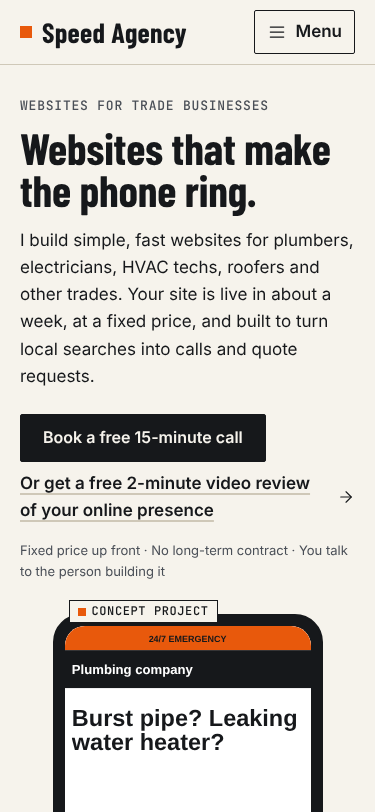 Speed Agency
Menu
WEBSITES FOR TRADE BUSINESSES
Websites that make
the phone ring.
I build simple, fast websites for plumbers,
electricians, HVAC techs, roofers and
other trades. Your site is live in about a
week, at a fixed price, and built to turn
local searches into calls and quote
requests.
Book a free 15-minute call
Or get a free 2-minute video review
of your online presence
Fixed price up front · No long-term contract · You talk
to the person building it
CONCEPT PROJECT
24/7 EMERGENCY
Plumbing company
Burst pipe? Leaking
water heater?